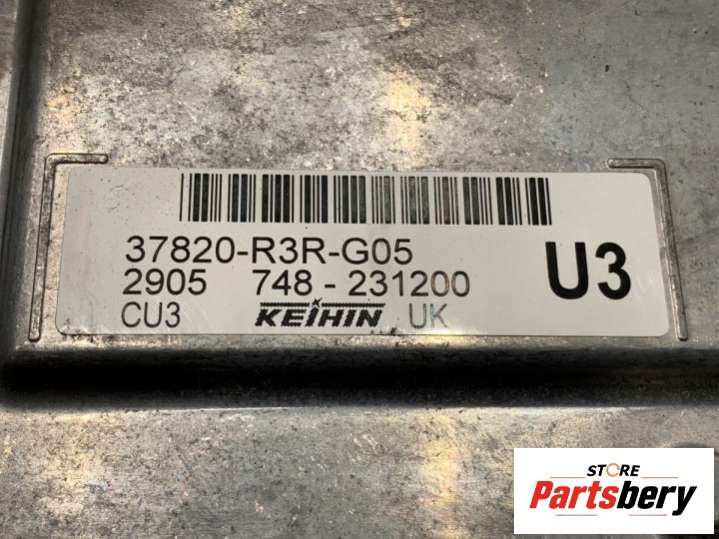 37820-R3R-G05
2905 748 - 231200
U3
CU3 KEIHIN UK
STORE
Partsbery